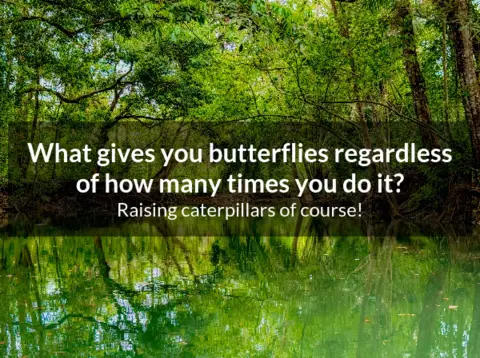 What gives you butterflies regardless
of how many times you do it?
Raising caterpillars of course!